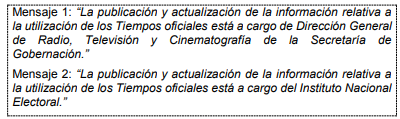 Mensaje 1: “La publicación y actualización de la información relativa a
la utilización de los Tiempos oficiales está a cargo de Dirección General
de Radio, Televisión y Cinematografía de la Secretaría de
Gobernación.”
Mensaje 2: “La publicación y actualización de la información relativa a
la utilización de los Tiempos oficiales está a cargo del Instituto Nacional
Electoral.”